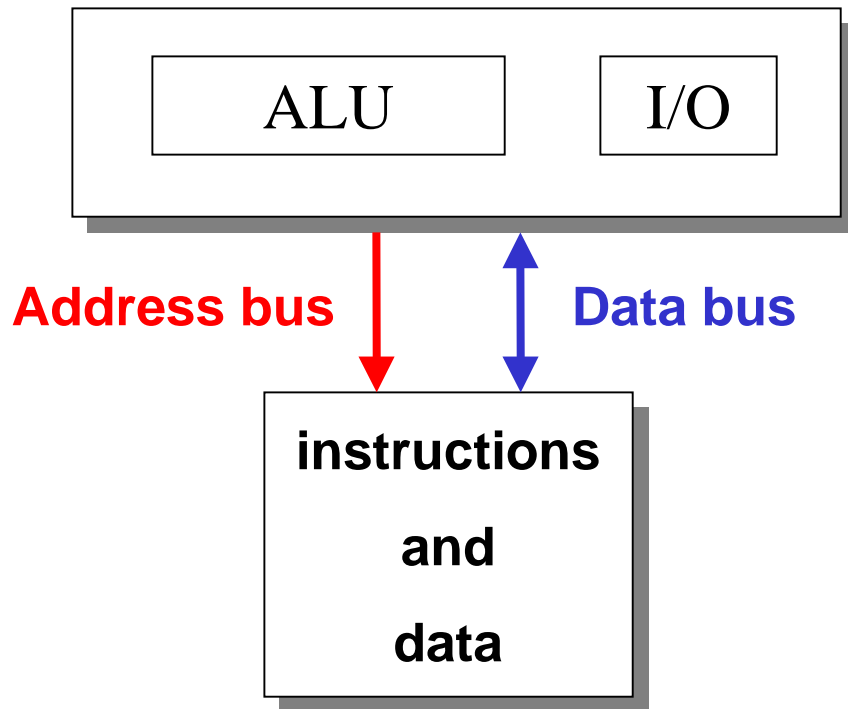 ALU
I/O
Address bus
Data bus
instructions
and
data